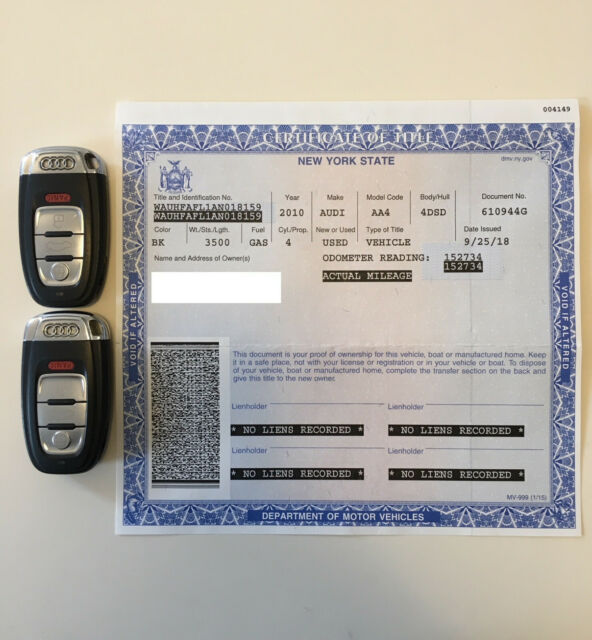 004149
CERTIFICATE OF TITLE
NEW YORK STATE
dmv.ny.gov
Title and Identification No. Year Make Model Code Body/Hull Document No.
WAUHFAFL1AN018159
WAUHFAFL1AN018159 2010 AUDI AA4 4DSD 610944G
Color Wt./Sts./Lgth. Fuel Cyl./Prop. New or Used Type of Title Date Issued
BK 3500 GAS 4 USED VEHICLE 9/25/18
Name and Address of Owner(s) ODOMETER READING: 152734
152734
ACTUAL MILEAGE
VOID IF ALTERED
VOID IF ALTERED
This document is your proof of ownership for this vehicle, boat or manufactured home. Keep
it in a safe place, not with your license or registration or in your vehicle or boat. To dispose
of your vehicle, boat or manufactured home, complete the transfer section on the back and
give this title to the new owner.
Lienholder Lienholder
* NO LIENS RECORDED * * NO LIENS RECORDED *
Lienholder Lienholder
* NO LIENS RECORDED * * NO LIENS RECORDED *
MV-999 (1/15)
DEPARTMENT OF MOTOR VEHICLES
PANIC